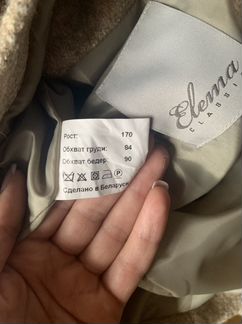 Elema
CLASSIC
Рост: 170
Обхват груди: 84
Обхват бедер: 90
Сделано в Беларуси